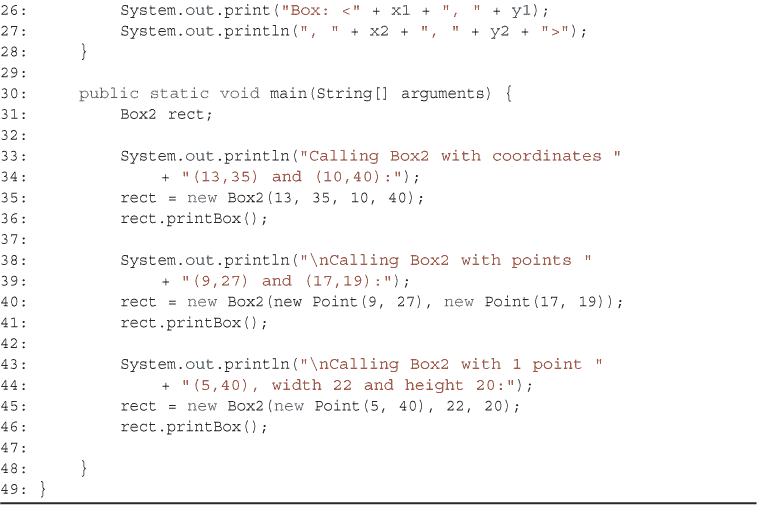 26:         System.out.print("Box: <" + x1 + ", " + y1);
27:         System.out.println(", " + x2 + ", " + y2 + ">");
28:     }
29:
30:     public static void main(String[] arguments) {
31:         Box2 rect;
32:
33:         System.out.println("Calling Box2 with coordinates "
34:             + "(13,35) and (10,40):");
35:         rect = new Box2(13, 35, 10, 40);
36:         rect.printBox();
37:
38:         System.out.println("\nCalling Box2 with points "
39:             + "(9,27) and (17,19):");
40:         rect = new Box2(new Point(9, 27), new Point(17, 19));
41:         rect.printBox();
42:
43:         System.out.println("\nCalling Box2 with 1 point "
44:             + "(5,40), width 22 and height 20:");
45:         rect = new Box2(new Point(5, 40), 22, 20);
46:         rect.printBox();
47:
48:     }
49: }